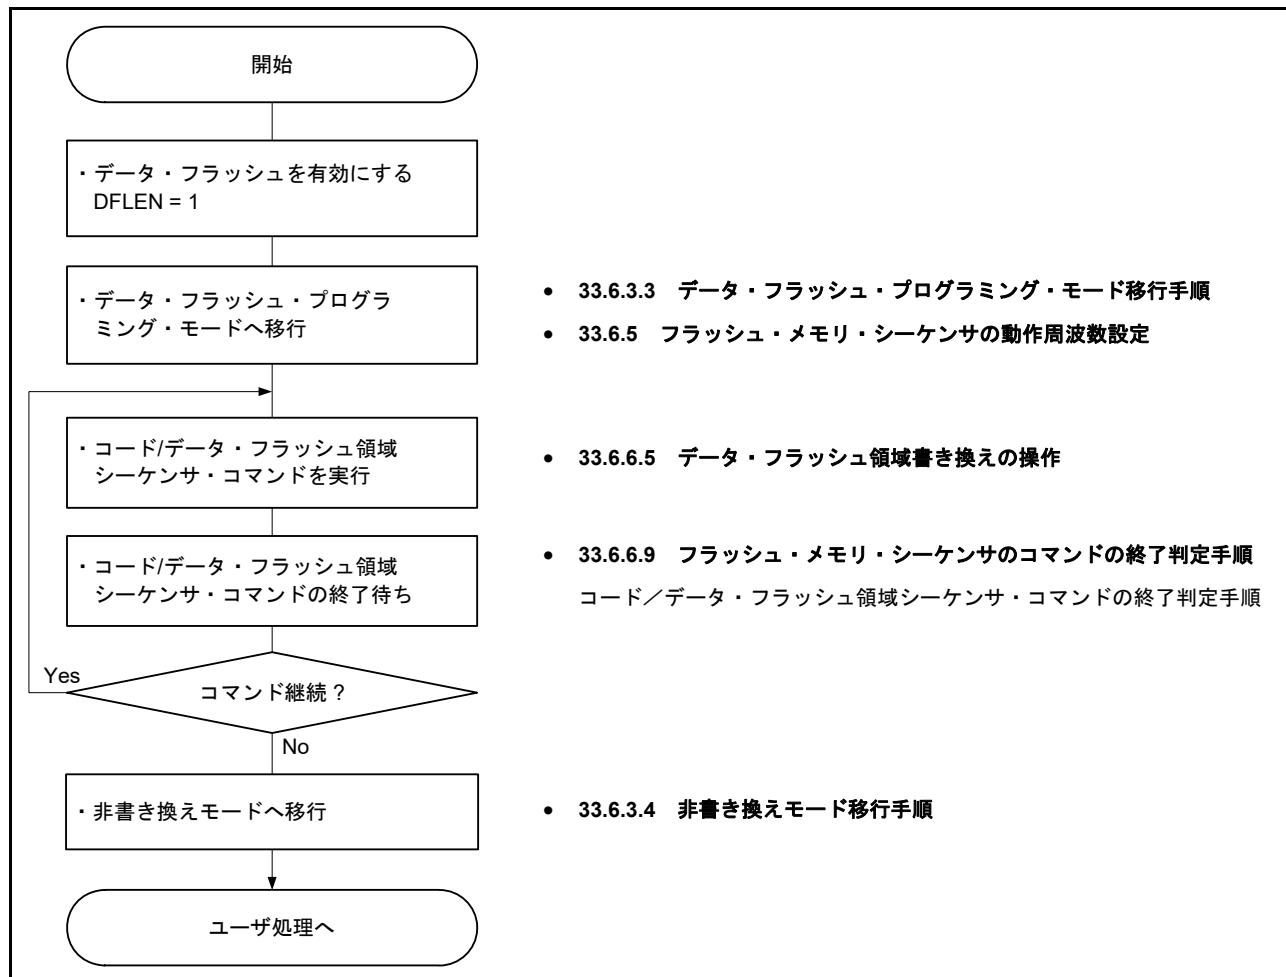 開始
・データ・フラッシュを有効にする
DFLEN = 1
・データ・フラッシュ・プログラ
ミング・モードへ移行
• 33.6.3.3 データ・フラッシュ・プログラミング・モード移行手順
• 33.6.5 フラッシュ・メモリ・シーケンサの動作周波数設定
・コード/データ・フラッシュ領域
シーケンサ・コマンドを実行
• 33.6.6.5 データ・フラッシュ領域書き換えの操作
・コード/データ・フラッシュ領域
シーケンサ・コマンドの終了待ち
• 33.6.6.9 フラッシュ・メモリ・シーケンサのコマンドの終了判定手順
コード／データ・フラッシュ領域シーケンサ・コマンドの終了判定手順
Yes
コマンド継続？
No
・非書き換えモードへ移行
• 33.6.3.4 非書き換えモード移行手順
ユーザ処理へ